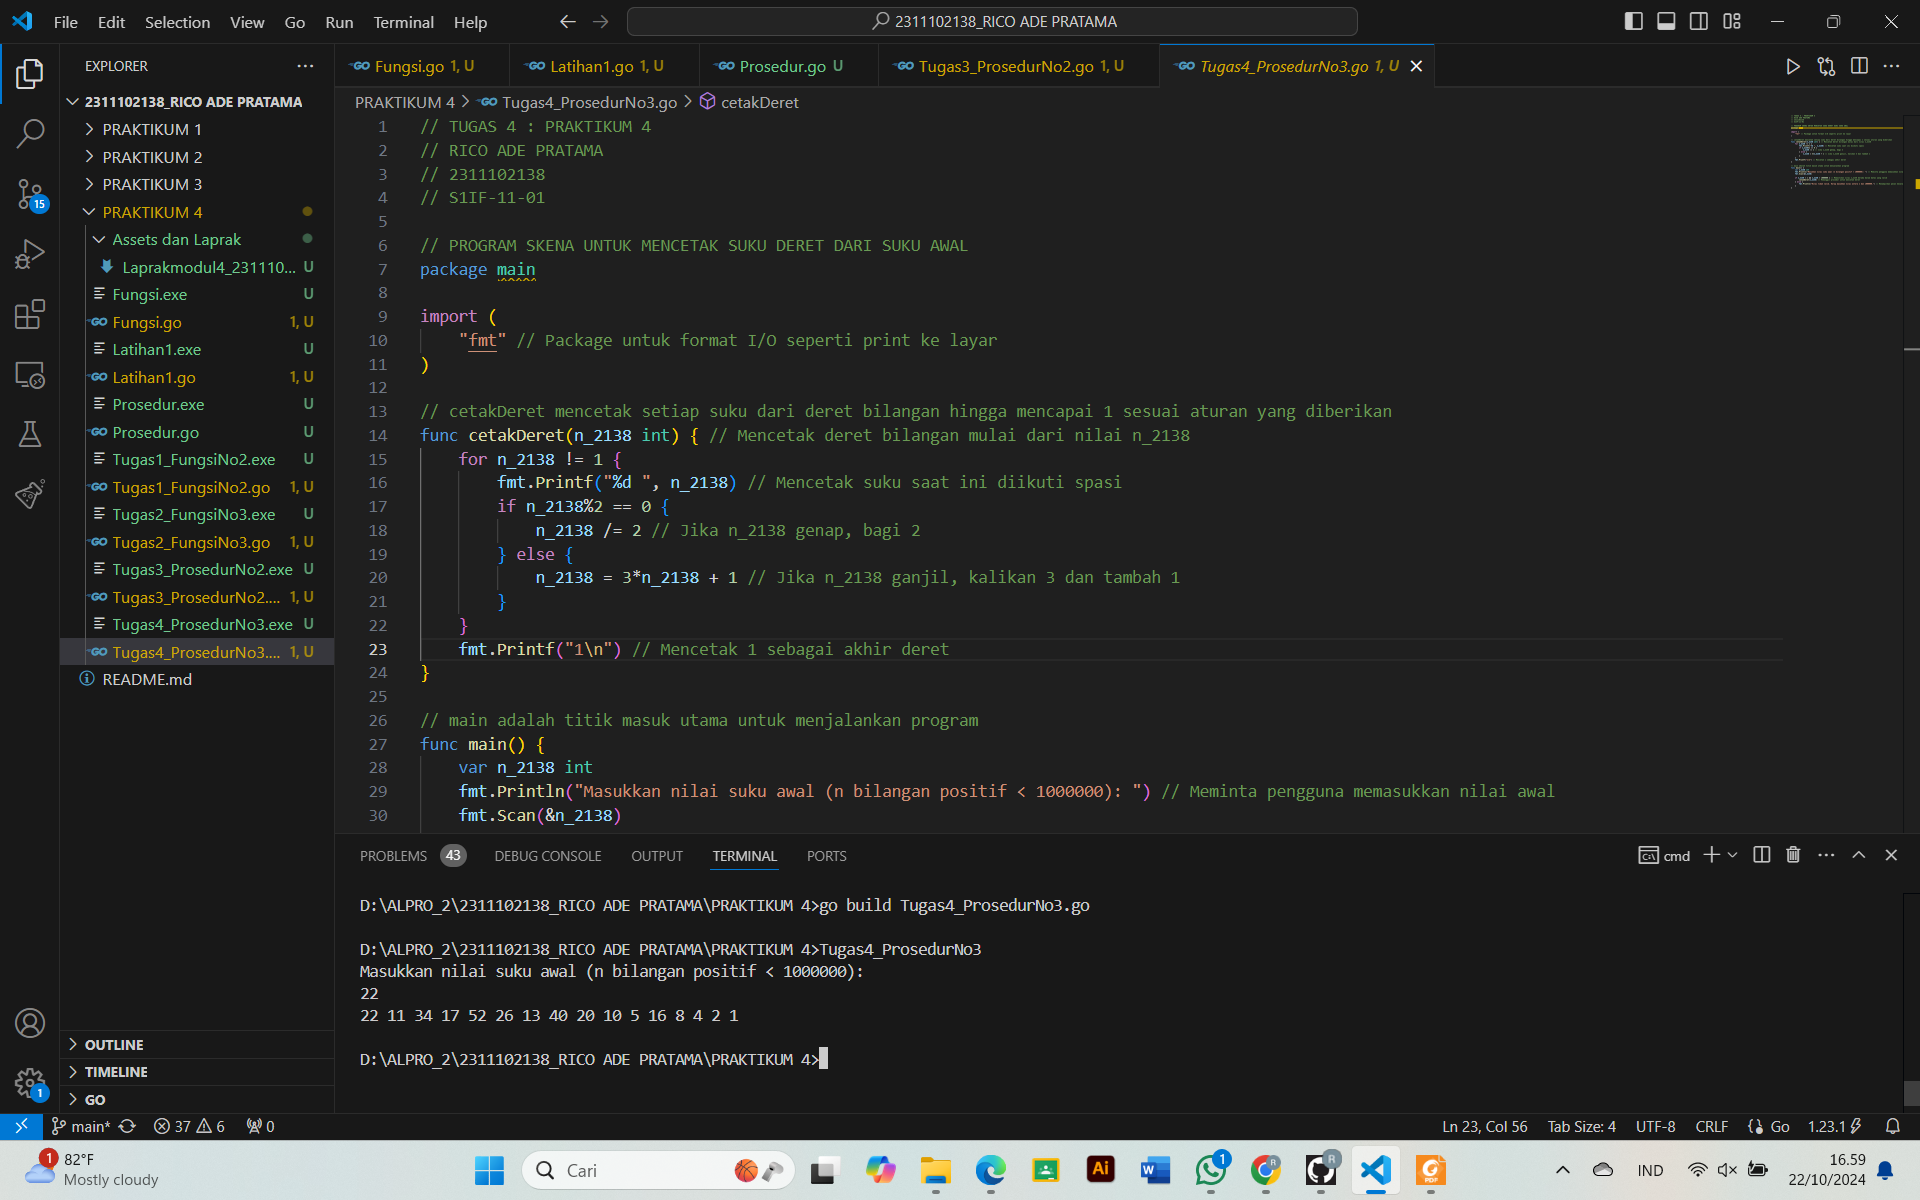 File Edit Selection View Go Run Terminal Help
2311102138_RICO ADE PRATAMA
EXPLORER
2311102138_RICO ADE PRATAMA
PRAKTIKUM 1
PRAKTIKUM 2
PRAKTIKUM 3
PRAKTIKUM 4
Assets dan Laprak
Laprakmodul4_231110... U
Fungsi.exe U
Fungsi.go 1, U
Latihan1.exe U
Latihan1.go 1, U
Prosedur.exe U
Prosedur.go U
Tugas1_FungsiNo2.exe U
Tugas1_FungsiNo2.go 1, U
Tugas2_FungsiNo3.exe U
Tugas2_FungsiNo3.go 1, U
Tugas3_ProsedurNo2.exe U
Tugas3_ProsedurNo2.... 1, U
Tugas4_ProsedurNo3.exe U
Tugas4_ProsedurNo3.... 1, U
README.md
15
1
OUTLINE
TIMELINE
GO
Fungsi.go 1, U
Latihan1.go 1, U
Prosedur.go U
Tugas3_ProsedurNo2.go 1, U
Tugas4_ProsedurNo3.go 1, U
PRAKTIKUM 4 > Tugas4_ProsedurNo3.go > cetakDeret
1 // TUGAS 4 : PRAKTIKUM 4
2 // RICO ADE PRATAMA
3 // 2311102138
4 // S1IF-11-01
5
6 // PROGRAM SKENA UNTUK MENCETAK SUKU DERET DARI SUKU AWAL
7 package main
8
9 import (
10 "fmt" // Package untuk format I/O seperti print ke layar
11 )
12
13 // cetakDeret mencetak setiap suku dari deret bilangan hingga mencapai 1 sesuai aturan yang diberikan
14 func cetakDeret(n_2138 int) { // Mencetak deret bilangan mulai dari nilai n_2138
15 for n_2138 != 1 {
16 fmt.Printf("%d ", n_2138) // Mencetak suku saat ini diikuti spasi
17 if n_2138%2 == 0 {
18 n_2138 /= 2 // Jika n_2138 genap, bagi 2
19 } else {
20 n_2138 = 3*n_2138 + 1 // Jika n_2138 ganjil, kalikan 3 dan tambah 1
21 }
22 }
23 fmt.Printf("1\n") // Mencetak 1 sebagai akhir deret
24 }
25
26 // main adalah titik masuk utama untuk menjalankan program
27 func main() {
28 var n_2138 int
29 fmt.Println("Masukkan nilai suku awal (n bilangan positif < 1000000): ") // Meminta pengguna memasukkan nilai awal
30 fmt.Scan(&n_2138)
PROBLEMS 43 DEBUG CONSOLE OUTPUT TERMINAL PORTS
cmd
D:\ALPRO_2\2311102138_RICO ADE PRATAMA\PRAKTIKUM 4>go build Tugas4_ProsedurNo3.go
D:\ALPRO_2\2311102138_RICO ADE PRATAMA\PRAKTIKUM 4>Tugas4_ProsedurNo3
Masukkan nilai suku awal (n bilangan positif < 1000000):
22
22 11 34 17 52 26 13 40 20 10 5 16 8 4 2 1
D:\ALPRO_2\2311102138_RICO ADE PRATAMA\PRAKTIKUM 4>
main* 37 6 0
Ln 23, Col 56 Tab Size: 4 UTF-8 CRLF Go 1.23.1
1
82°F
Mostly cloudy
Cari
Ai
W
1
R
R
PDF
IND
16.59
22/10/2024